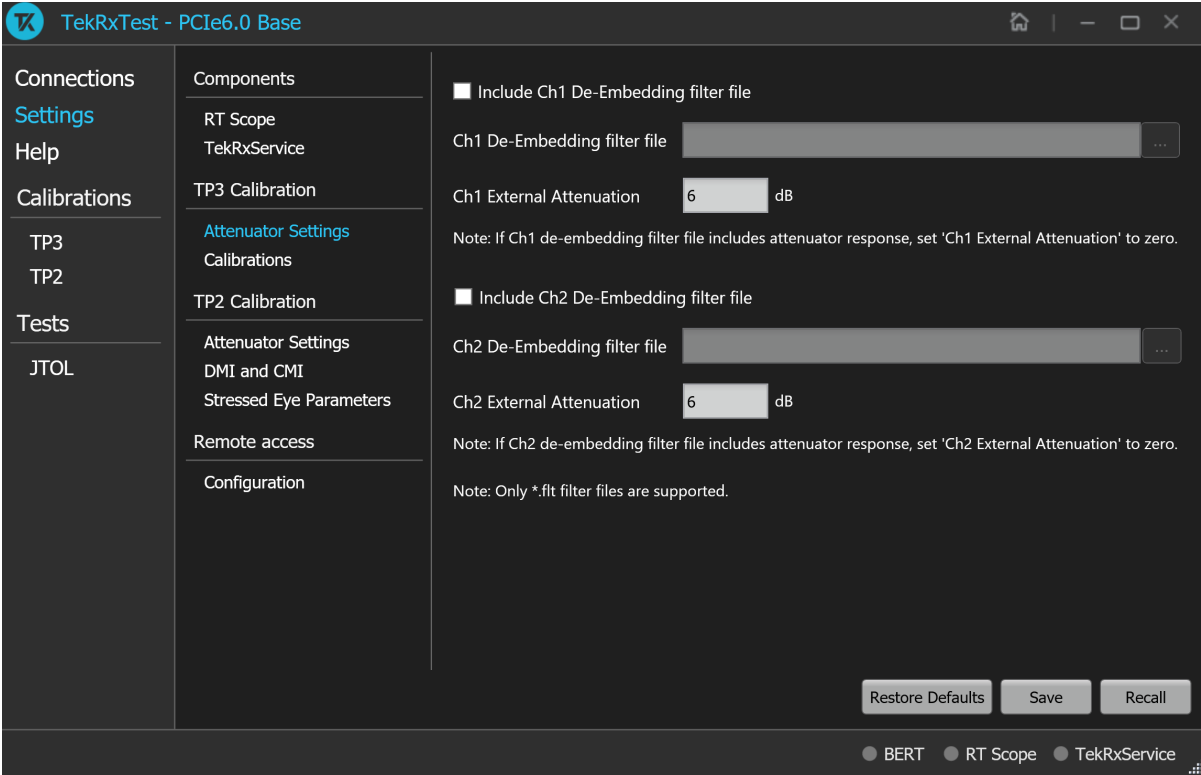 TK TekRxTest - PCIe6.0 Base
Connections
Settings
Help
Calibrations
TP3
TP2
Tests
JTOL
Components
RT Scope
TekRxService
TP3 Calibration
Attenuator Settings
Calibrations
TP2 Calibration
Attenuator Settings
DMI and CMI
Stressed Eye Parameters
Remote access
Configuration
Include Ch1 De-Embedding filter file
Ch1 De-Embedding filter file ...
Ch1 External Attenuation 6 dB
Note: If Ch1 de-embedding filter file includes attenuator response, set 'Ch1 External Attenuation' to zero.
Include Ch2 De-Embedding filter file
Ch2 De-Embedding filter file ...
Ch2 External Attenuation 6 dB
Note: If Ch2 de-embedding filter file includes attenuator response, set 'Ch2 External Attenuation' to zero.
Note: Only *.flt filter files are supported.
Restore Defaults Save Recall
BERT RT Scope TekRxService